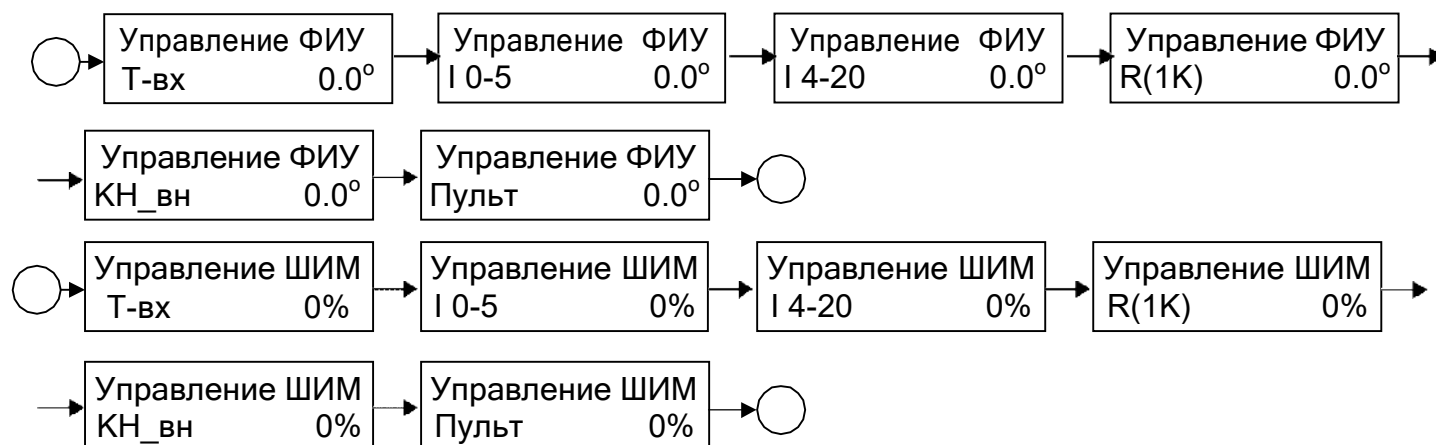 Управление ФИУ
Т-вх 0.0°
Управление ФИУ
I 0-5 0.0°
Управление ФИУ
I 4-20 0.0°
Управление ФИУ
R(1K) 0.0°
Управление ФИУ
КН_вн 0.0°
Управление ФИУ
Пульт 0.0°
Управление ШИМ
Т-вх 0%
Управление ШИМ
I 0-5 0%
Управление ШИМ
I 4-20 0%
Управление ШИМ
R(1K) 0%
Управление ШИМ
КН_вн 0%
Управление ШИМ
Пульт 0%